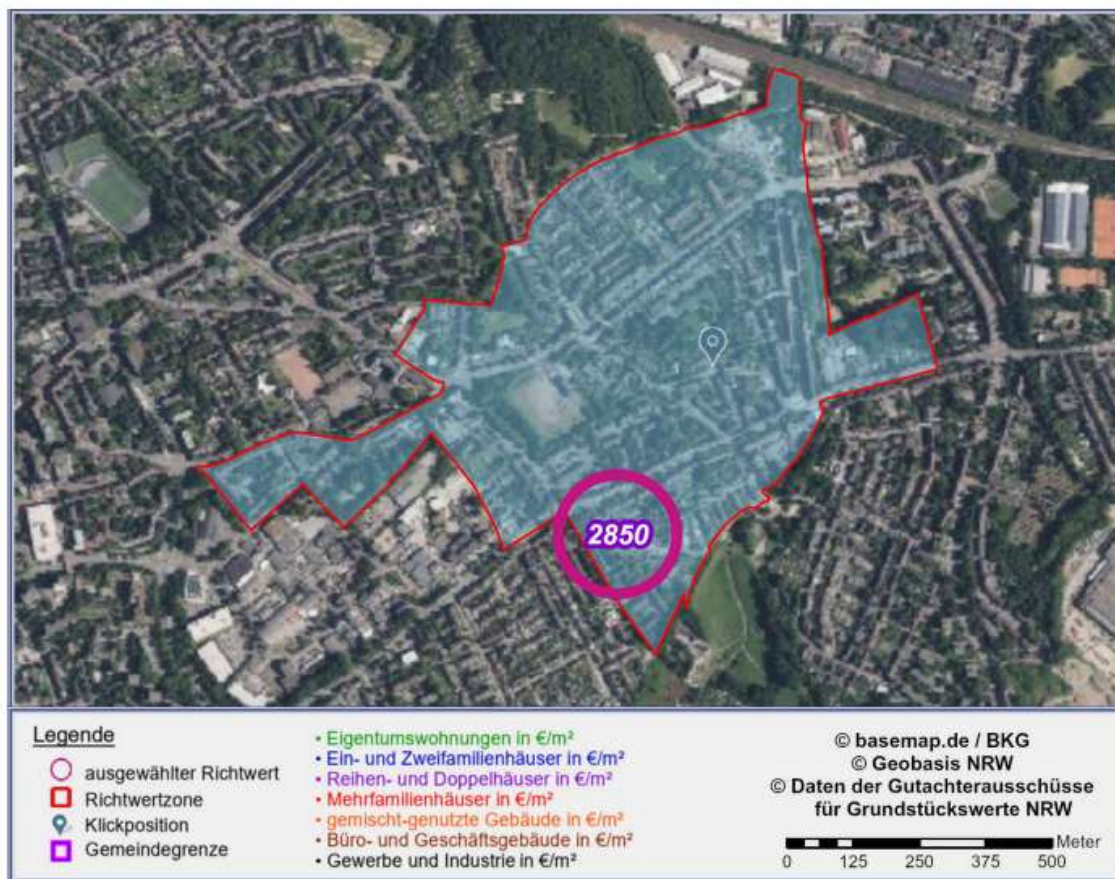 2850
Legende
ausgewählter Richtwert
Richtwertzone
Klickposition
Gemeindegrenze
• Eigentumswohnungen in €/m²
• Ein- und Zweifamilienhäuser in €/m²
• Reihen- und Doppelhäuser in €/m²
• Mehrfamilienhäuser in €/m²
• gemischt-genutzte Gebäude in €/m²
• Büro- und Geschäftsgebäude in €/m²
• Gewerbe und Industrie in €/m²
© basemap.de / BKG
© Geobasis NRW
© Daten der Gutachterausschüsse
für Grundstückswerte NRW
Meter
0 125 250 375 500